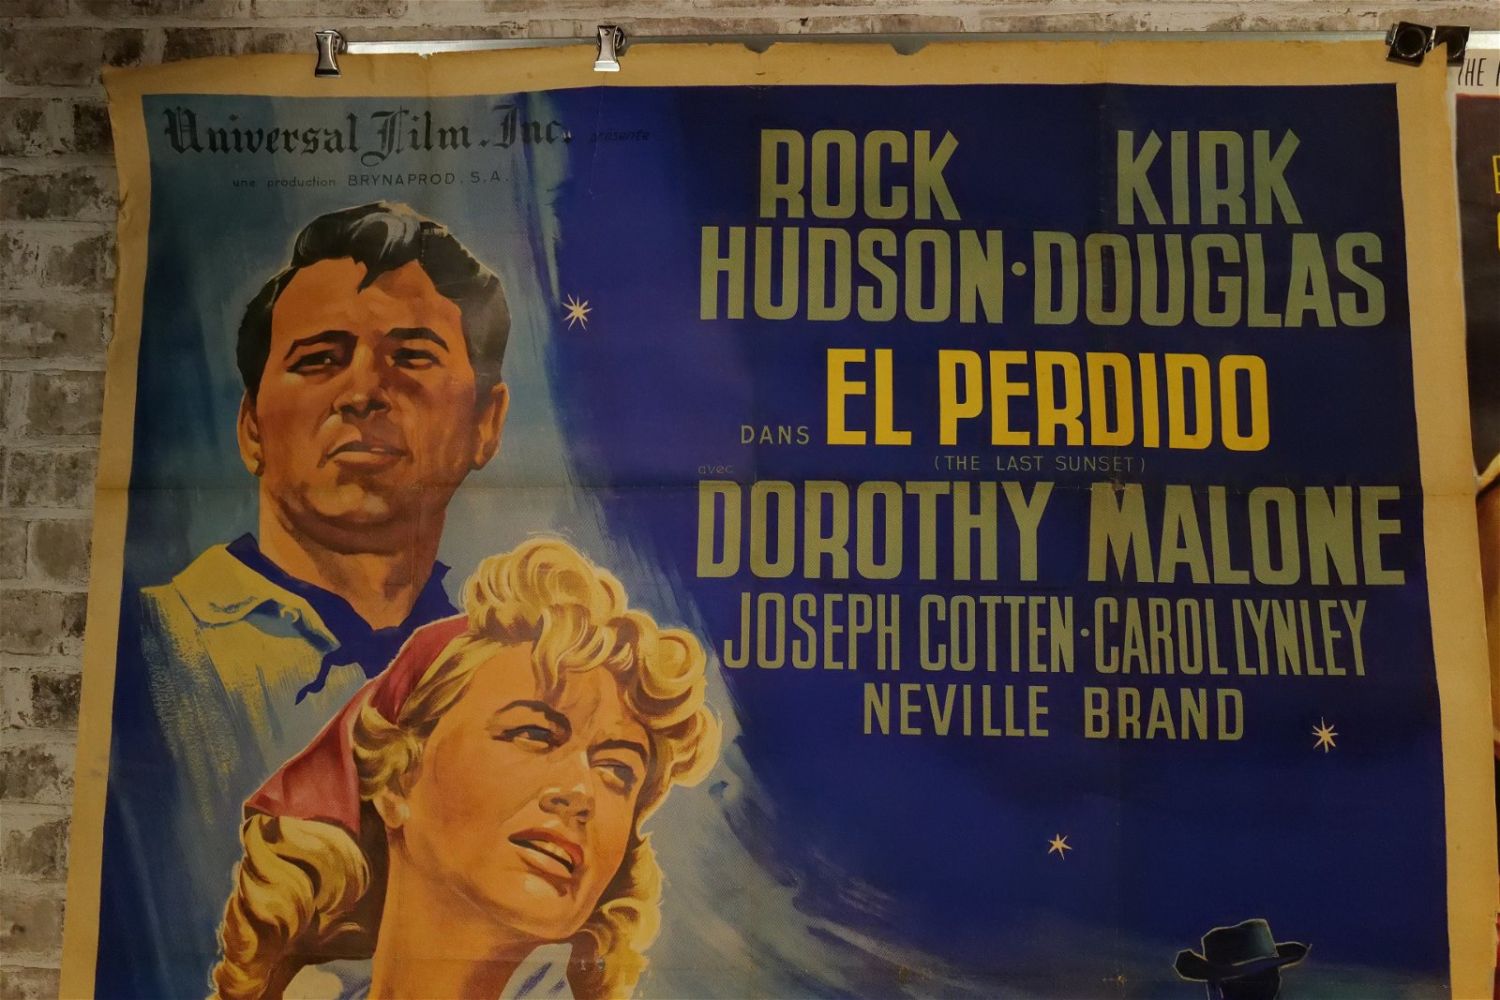 Universal Film. Inc. présente
une production BRYNAPROD. S.A.
ROCK KIRK
HUDSON · DOUGLAS
DANS EL PERDIDO
(THE LAST SUNSET)
avec
DOROTHY MALONE
JOSEPH COTTEN · CAROL LYNLEY
NEVILLE BRAND
THE